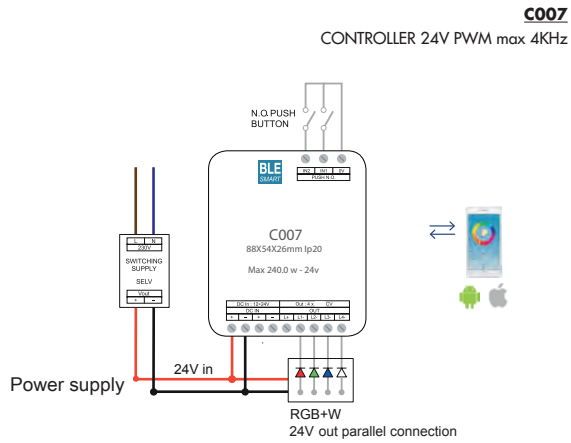 C007
CONTROLLER 24V PWM max 4KHz
N.O. PUSH
BUTTON
BLE
SMART
IN2 IN1 0V
PUSH N.O.
L N
230V
SWITCHING
SUPPLY
SELV
Vout
+ −
C007
88X54X26mm Ip20
Max 240.0 w - 24v
DC In : 12÷24V Out : 4 x CV
DC IN OUT
+ − + − L+ L1- L2- L3- L4-
24V in
Power supply
RGB+W
24V out parallel connection